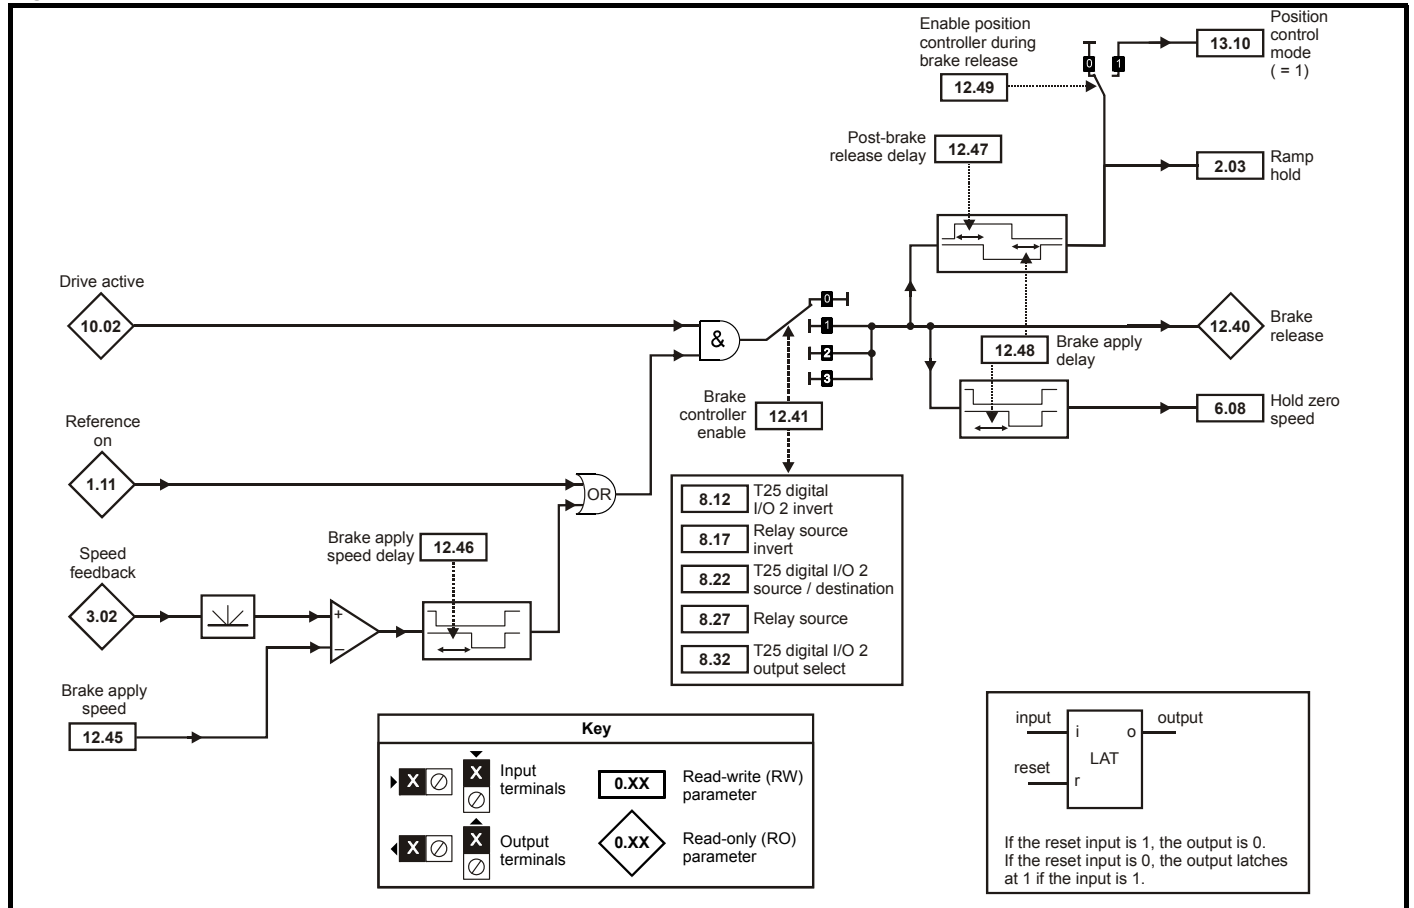 Enable position
controller during
brake release
12.49
0
1
13.10
Position
control
mode
( = 1)
Post-brake
release delay
12.47
2.03
Ramp
hold
Drive active
10.02
&
0
1
2
3
12.40
Brake
release
12.48
Brake apply
delay
Brake
controller
enable
12.41
6.08
Hold zero
speed
Reference
on
1.11
OR
8.12
T25 digital
I/O 2 invert
8.17
Relay source
invert
8.22
T25 digital I/O 2
source / destination
8.27
Relay source
8.32
T25 digital I/O 2
output select
Brake apply
speed delay
12.46
Speed
feedback
3.02
+
–
Brake apply
speed
12.45
Key
X
X
Input
terminals
0.XX
Read-write (RW)
parameter
X
X
Output
terminals
0.XX
Read-only (RO)
parameter
input
i
o
output
LAT
reset
r
If the reset input is 1, the output is 0.
If the reset input is 0, the output latches
at 1 if the input is 1.